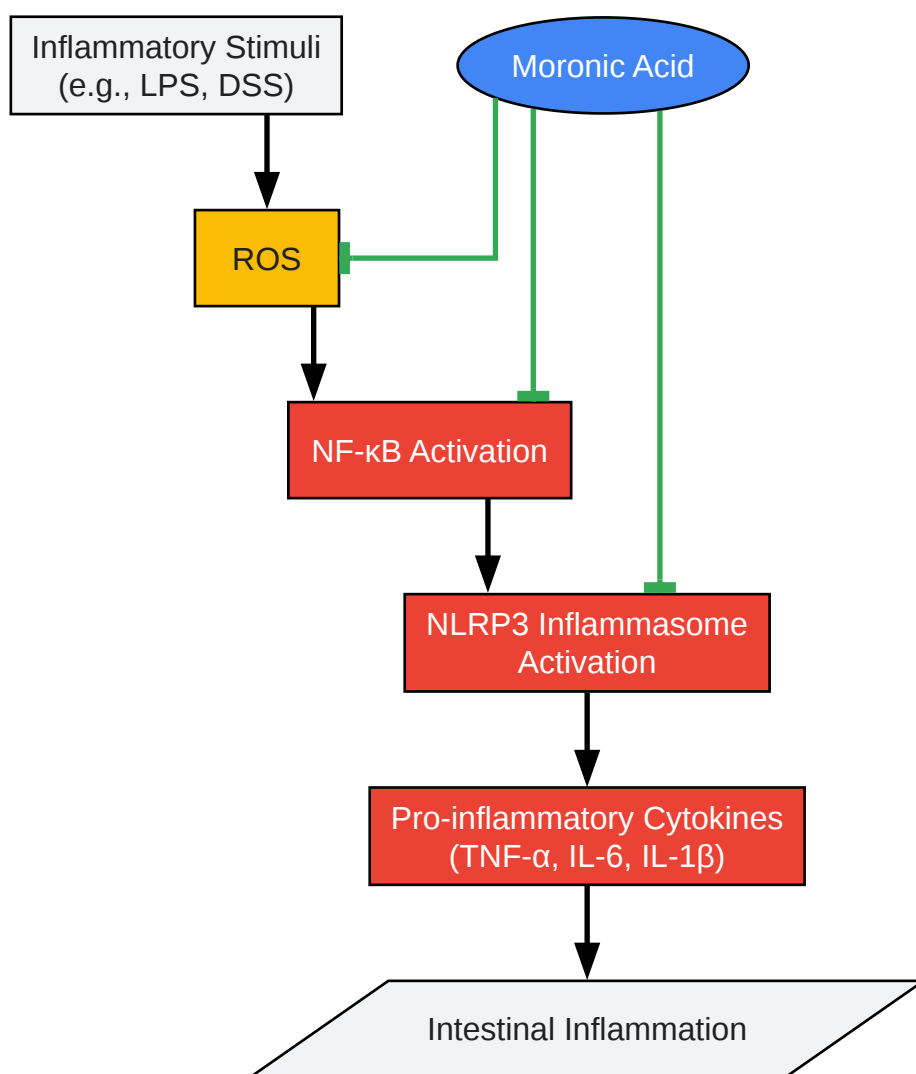 Inflammatory Stimuli
(e.g., LPS, DSS)
Moronic Acid
ROS
NF-κB Activation
NLRP3 Inflammasome
Activation
Pro-inflammatory Cytokines
(TNF-α, IL-6, IL-1β)
Intestinal Inflammation